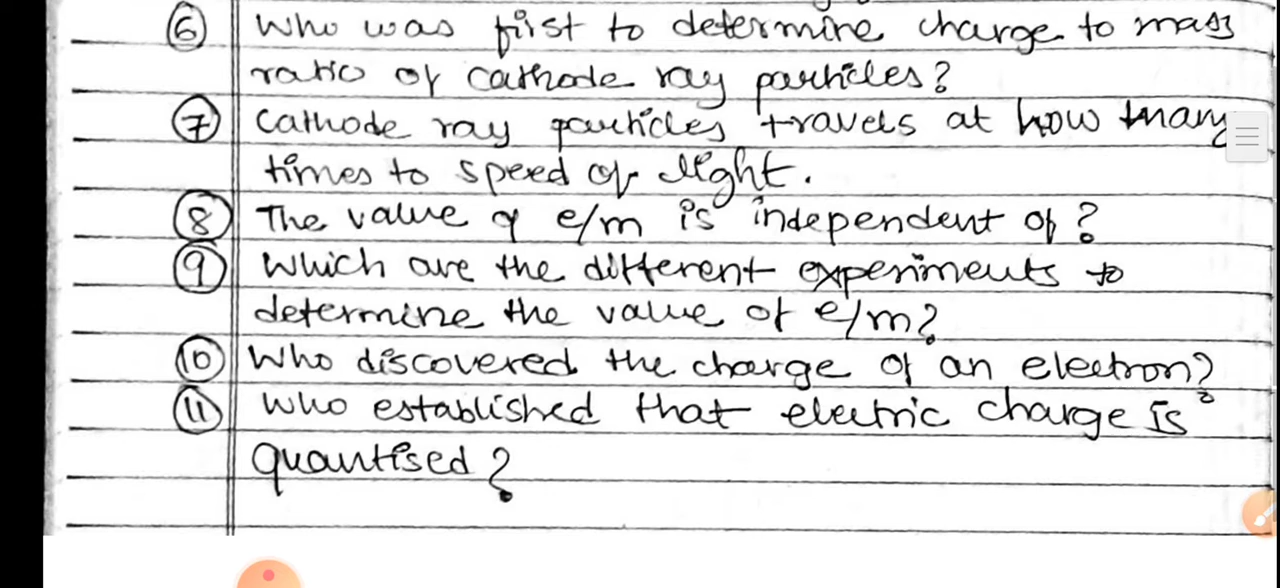 6 Who was first to determine charge to mass
ratio of cathode ray particles?
7 Cathode ray particles travels at how many
times to speed of light.
8 The value of e/m is independent of?
9 Which are the different experiments to
determine the value of e/m?
10 Who discovered the charge of an electron?
11 Who established that electric charge is
quantised?